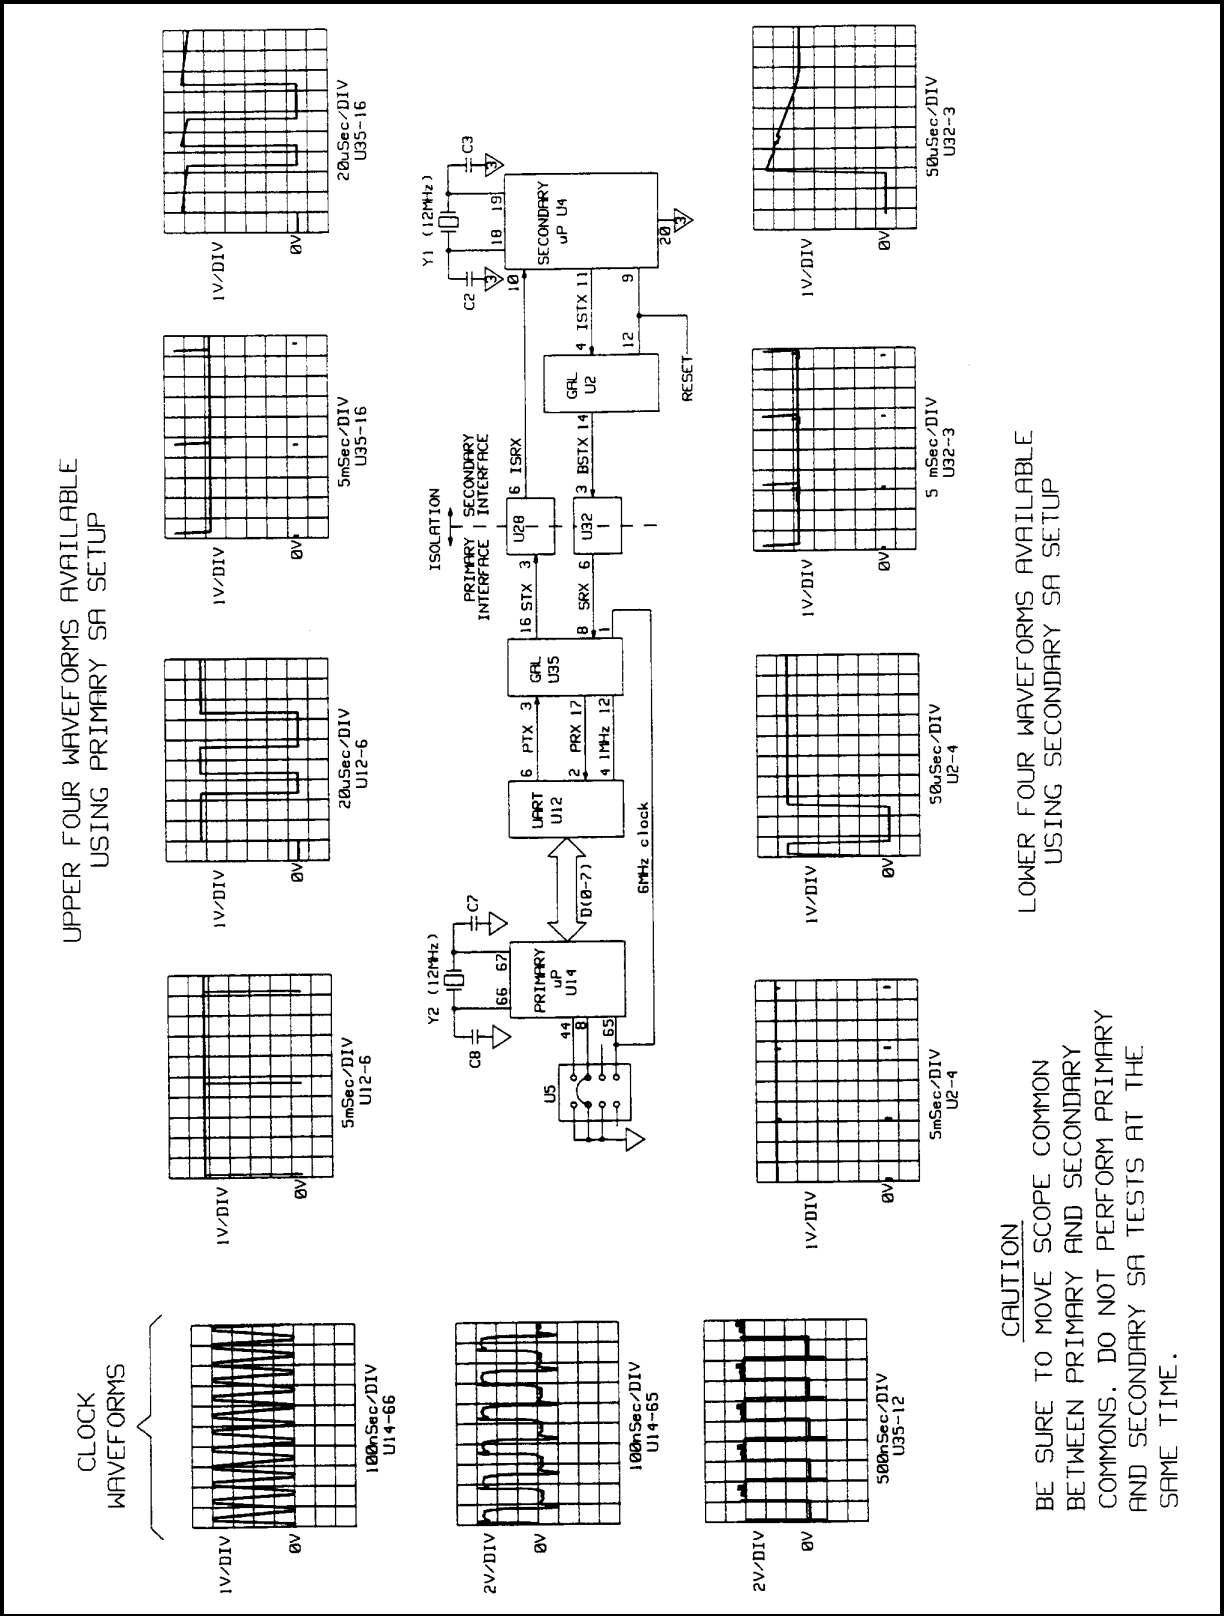 UPPER FOUR WAVEFORMS AVAILABLE
USING PRIMARY SA SETUP
CLOCK
WAVEFORMS
1V/DIV
0V
100nSec/DIV
U14-66
1V/DIV
0V
5mSec/DIV
U12-6
1V/DIV
0V
20uSec/DIV
U12-6
1V/DIV
0V
5mSec/DIV
U35-16
1V/DIV
0V
20uSec/DIV
U35-16
2V/DIV
0V
100nSec/DIV
U14-65
2V/DIV
0V
500nSec/DIV
U35-12
Y2 (12MHz)
C8
C7
66
67
PRIMARY
uP
U14
44
8
65
U5
D(0-7)
6MHz clock
UART
U12
6 PTX 3
2 PRX 17
4 1MHz 12
GAL
U35
16 STX 3
8 SRX 6
1
ISOLATION
PRIMARY SECONDARY
INTERFACE INTERFACE
U28
U32
6 ISRX
10
3 BSTX 14
GAL
U2
4 ISTX 11
12
9
RESET
Y1 (12MHz)
C2
3
C3
3
18
19
SECONDARY
uP U4
20
3
1V/DIV
0V
5mSec/DIV
U2-4
1V/DIV
0V
50uSec/DIV
U2-4
1V/DIV
0V
5 mSec/DIV
U32-3
1V/DIV
0V
50uSec/DIV
U32-3
LOWER FOUR WAVEFORMS AVAILABLE
USING SECONDARY SA SETUP
CAUTION
BE SURE TO MOVE SCOPE COMMON
BETWEEN PRIMARY AND SECONDARY
COMMONS. DO NOT PERFORM PRIMARY
AND SECONDARY SA TESTS AT THE
SAME TIME.